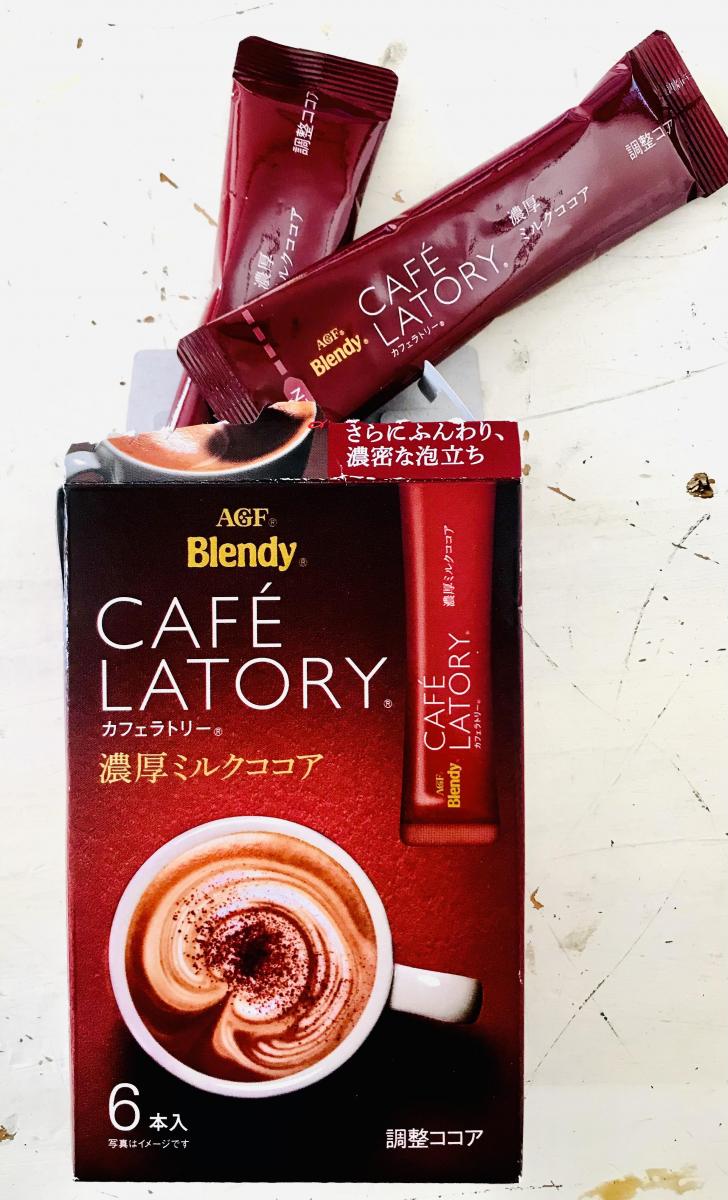 調整ココア
濃厚
ミルクココア
調整ココア
濃厚
ミルクココア
CAFÉ
LATORY®
カフェラトリー®
AGF®
Blendy®
さらにふんわり、
濃密な泡立ち
AGF®
Blendy®
CAFÉ
LATORY®
カフェラトリー®
濃厚ミルクココア
濃厚ミルクココア
CAFÉ
LATORY®
カフェラトリー®
AGF
Blendy
6本入
写真はイメージです
調整ココア